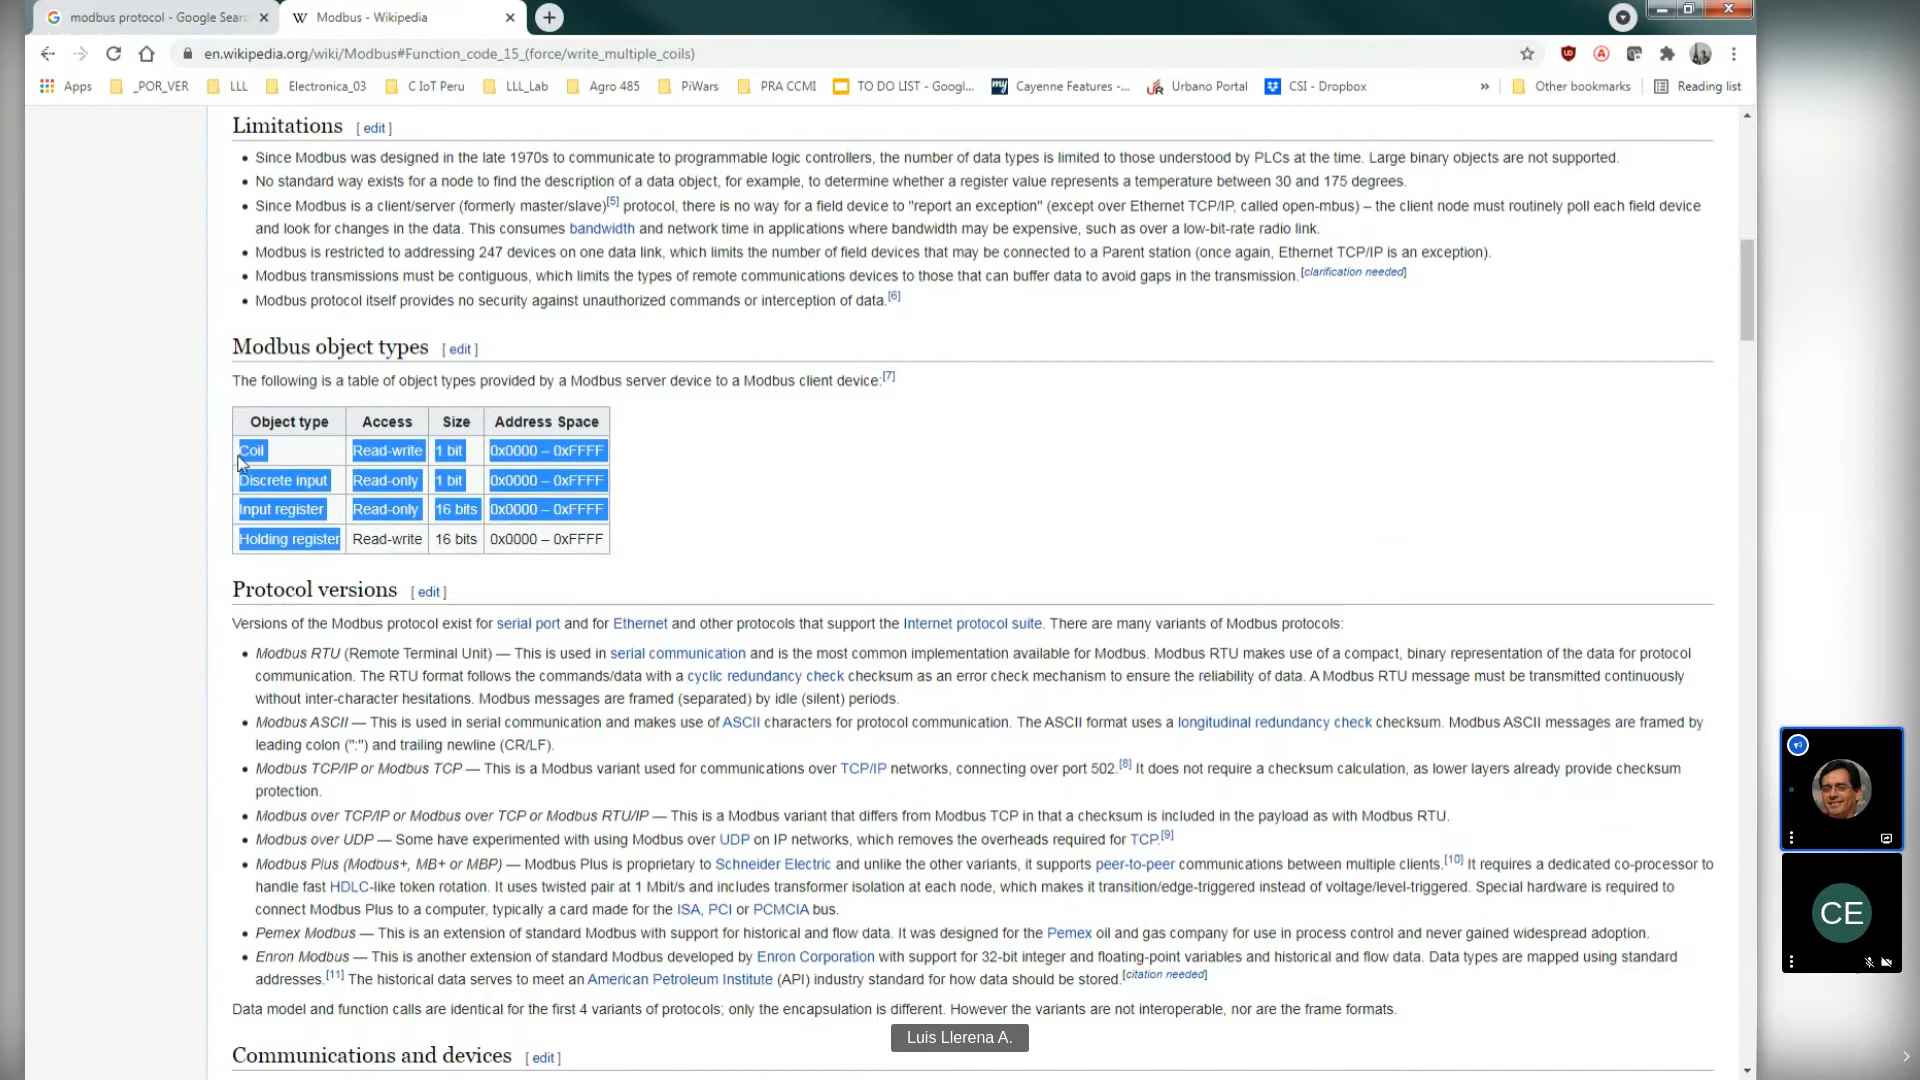 modbus protocol - Google Sear
Modbus - Wikipedia
en.wikipedia.org/wiki/Modbus#Function_code_15_(force/write_multiple_coils)
Apps
_POR_VER
LLL
Electronica_03
C IoT Peru
LLL_Lab
Agro 485
PiWars
PRA CCMI
TO DO LIST - Googl...
my
Cayenne Features -...
Urbano Portal
CSI - Dropbox
»
Other bookmarks
Reading list
Limitations [ edit ]
• Since Modbus was designed in the late 1970s to communicate to programmable logic controllers, the number of data types is limited to those understood by PLCs at the time. Large binary objects are not supported.
• No standard way exists for a node to find the description of a data object, for example, to determine whether a register value represents a temperature between 30 and 175 degrees.
• Since Modbus is a client/server (formerly master/slave)[5] protocol, there is no way for a field device to "report an exception" (except over Ethernet TCP/IP, called open-mbus) – the client node must routinely poll each field device
and look for changes in the data. This consumes bandwidth and network time in applications where bandwidth may be expensive, such as over a low-bit-rate radio link.
• Modbus is restricted to addressing 247 devices on one data link, which limits the number of field devices that may be connected to a Parent station (once again, Ethernet TCP/IP is an exception).
• Modbus transmissions must be contiguous, which limits the types of remote communications devices to those that can buffer data to avoid gaps in the transmission.[clarification needed]
• Modbus protocol itself provides no security against unauthorized commands or interception of data.[6]
Modbus object types [ edit ]
The following is a table of object types provided by a Modbus server device to a Modbus client device:[7]
Object type Access Size Address Space
Coil Read-write 1 bit 0x0000 – 0xFFFF
Discrete input Read-only 1 bit 0x0000 – 0xFFFF
Input register Read-only 16 bits 0x0000 – 0xFFFF
Holding register Read-write 16 bits 0x0000 – 0xFFFF
Protocol versions [ edit ]
Versions of the Modbus protocol exist for serial port and for Ethernet and other protocols that support the Internet protocol suite. There are many variants of Modbus protocols:
• Modbus RTU (Remote Terminal Unit) — This is used in serial communication and is the most common implementation available for Modbus. Modbus RTU makes use of a compact, binary representation of the data for protocol
communication. The RTU format follows the commands/data with a cyclic redundancy check checksum as an error check mechanism to ensure the reliability of data. A Modbus RTU message must be transmitted continuously
without inter-character hesitations. Modbus messages are framed (separated) by idle (silent) periods.
• Modbus ASCII — This is used in serial communication and makes use of ASCII characters for protocol communication. The ASCII format uses a longitudinal redundancy check checksum. Modbus ASCII messages are framed by
leading colon (":") and trailing newline (CR/LF).
• Modbus TCP/IP or Modbus TCP — This is a Modbus variant used for communications over TCP/IP networks, connecting over port 502.[8] It does not require a checksum calculation, as lower layers already provide checksum
protection.
• Modbus over TCP/IP or Modbus over TCP or Modbus RTU/IP — This is a Modbus variant that differs from Modbus TCP in that a checksum is included in the payload as with Modbus RTU.
• Modbus over UDP — Some have experimented with using Modbus over UDP on IP networks, which removes the overheads required for TCP.[9]
• Modbus Plus (Modbus+, MB+ or MBP) — Modbus Plus is proprietary to Schneider Electric and unlike the other variants, it supports peer-to-peer communications between multiple clients.[10] It requires a dedicated co-processor to
handle fast HDLC-like token rotation. It uses twisted pair at 1 Mbit/s and includes transformer isolation at each node, which makes it transition/edge-triggered instead of voltage/level-triggered. Special hardware is required to
connect Modbus Plus to a computer, typically a card made for the ISA, PCI or PCMCIA bus.
• Pemex Modbus — This is an extension of standard Modbus with support for historical and flow data. It was designed for the Pemex oil and gas company for use in process control and never gained widespread adoption.
• Enron Modbus — This is another extension of standard Modbus developed by Enron Corporation with support for 32-bit integer and floating-point variables and historical and flow data. Data types are mapped using standard
addresses.[11] The historical data serves to meet an American Petroleum Institute (API) industry standard for how data should be stored.[citation needed]
Data model and function calls are identical for the first 4 variants of protocols; only the encapsulation is different. However the variants are not interoperable, nor are the frame formats.
Communications and devices [ edit ]
Luis Llerena A.
CE